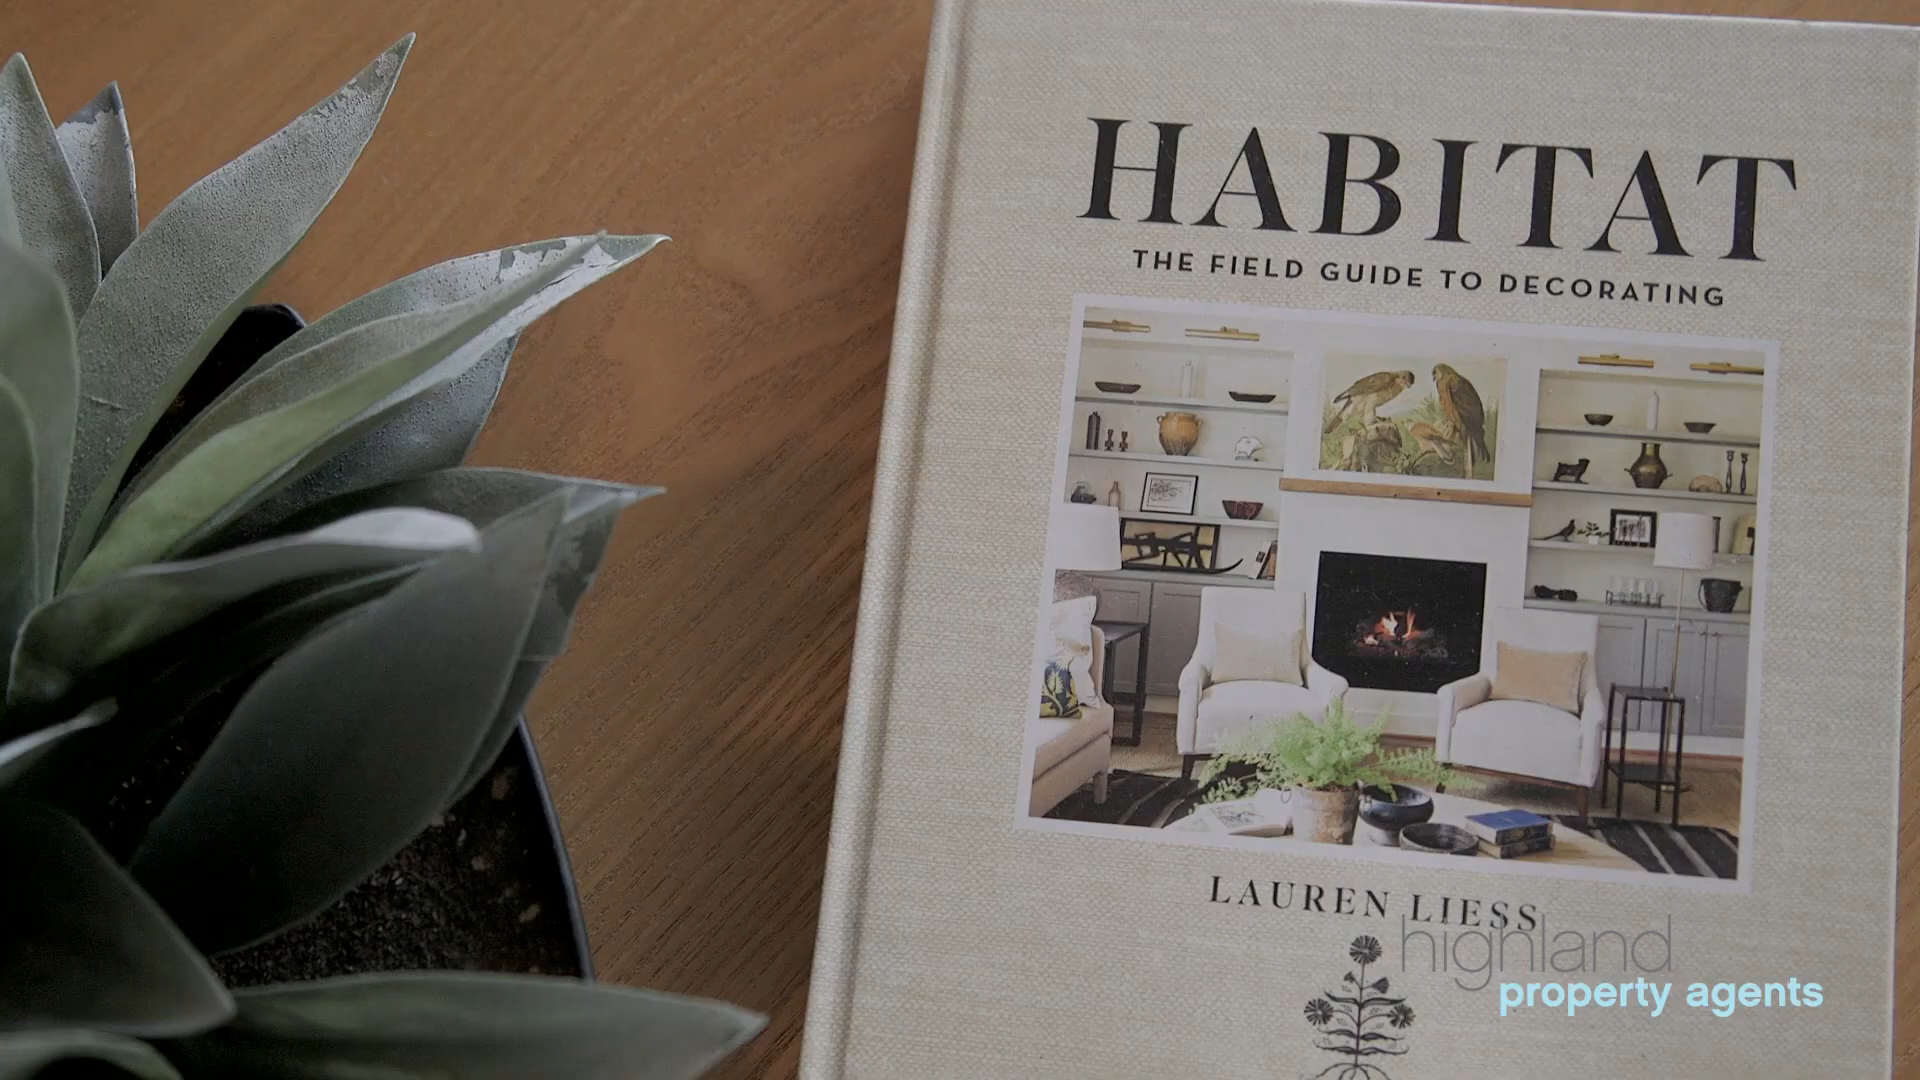 HABITAT
THE FIELD GUIDE TO DECORATING
LAUREN LIESS
highland
property agents